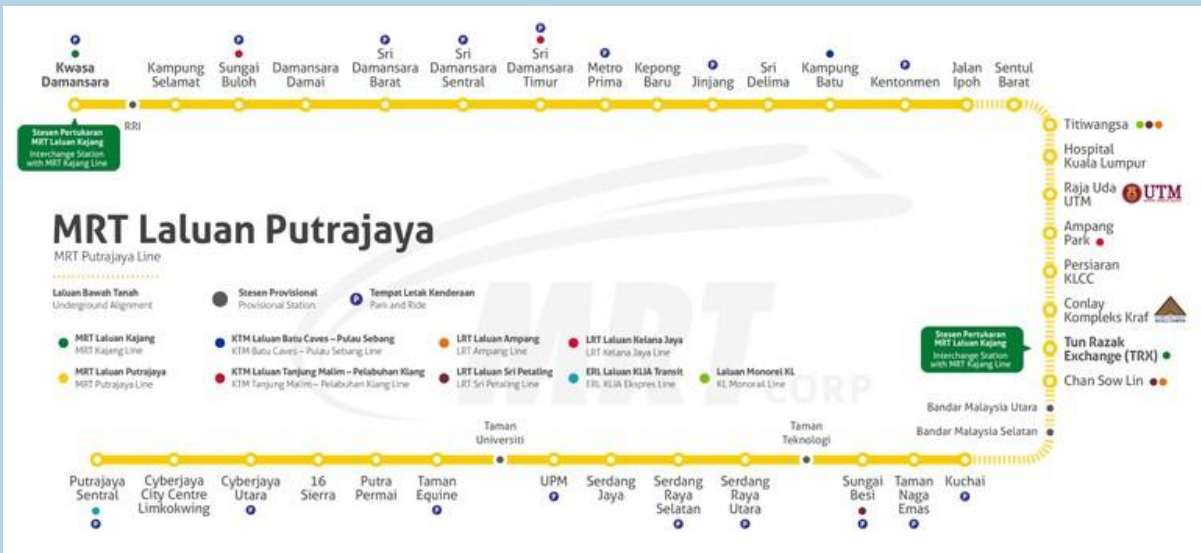 Kwasa
Damansara
RRI
Kampung
Selamat
Sungai
Buloh
Damansara
Damai
Sri
Damansara
Barat
Sri
Damansara
Sentral
Sri
Damansara
Timur
Metro
Prima
Kepong
Baru
Jinjang
Sri
Delima
Kampung
Batu
Kentonmen
Jalan
Ipoh
Sentul
Barat
Stesen Pertukaran
MRT Laluan Kajang
Interchange Station
with MRT Kajang Line
Titiwangsa
Hospital
Kuala Lumpur
Raja Uda
UTM
UTM
Ampang
Park
Persiaran
KLCC
Conlay
Kompleks Kraf
Stesen Pertukaran
MRT Laluan Kajang
Interchange Station
with MRT Kajang Line
Tun Razak
Exchange (TRX)
Chan Sow Lin
Bandar Malaysia Utara
Bandar Malaysia Selatan
MRT Laluan Putrajaya
MRT Putrajaya Line
Laluan Bawah Tanah
Underground Alignment
Stesen Provisional
Provisional Station
P
Tempat Letak Kenderaan
Park and Ride
MRT Laluan Kajang
MRT Kajang Line
KTM Laluan Batu Caves – Pulau Sebang
KTM Batu Caves – Pulau Sebang Line
LRT Laluan Ampang
LRT Ampang Line
LRT Laluan Kelana Jaya
LRT Kelana Jaya Line
MRT Laluan Putrajaya
MRT Putrajaya Line
KTM Laluan Tanjung Malim – Pelabuhan Klang
KTM Tanjung Malim – Pelabuhan Klang Line
LRT Laluan Sri Petaling
LRT Sri Petaling Line
ERL Laluan KLIA Transit
ERL KLIA Ekspres Line
Laluan Monorel KL
KL Monorail Line
MRT
CORP
Taman
Universiti
Taman
Teknologi
Putrajaya
Sentral
Cyberjaya
City Centre
Limkokwing
Cyberjaya
Utara
16
Sierra
Putra
Permai
Taman
Equine
UPM
Serdang
Jaya
Serdang
Raya
Selatan
Serdang
Raya
Utara
Sungai
Besi
Taman
Naga
Emas
Kuchai